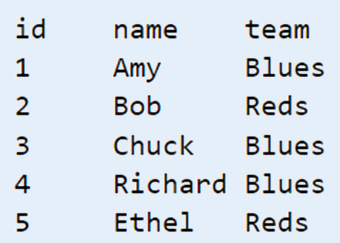 id name team
1 Amy Blues
2 Bob Reds
3 Chuck Blues
4 Richard Blues
5 Ethel Reds